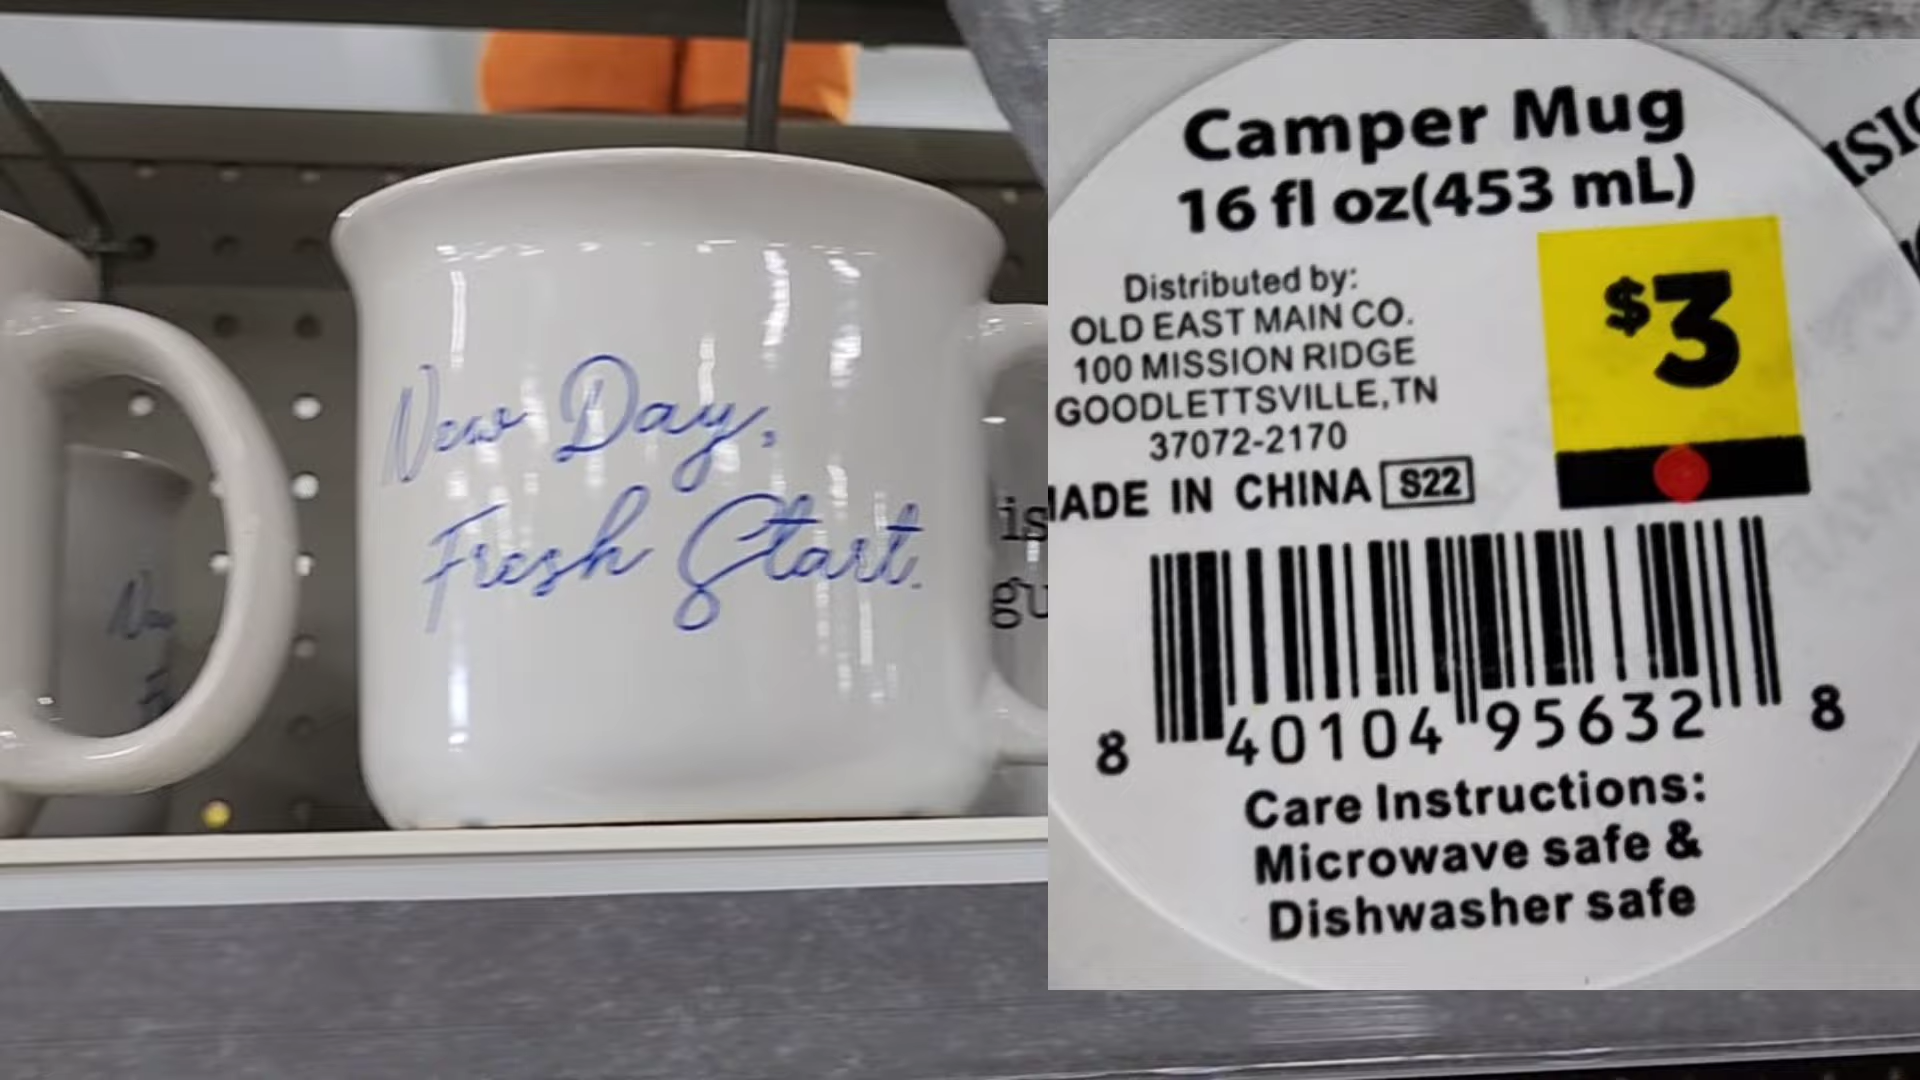 New Day,
Fresh Start.
Camper Mug
16 fl oz(453 mL)
$3
Distributed by:
OLD EAST MAIN CO.
100 MISSION RIDGE
GOODLETTSVILLE,TN
37072-2170
MADE IN CHINA S22
8 40104 95632 8
Care Instructions:
Microwave safe &
Dishwasher safe